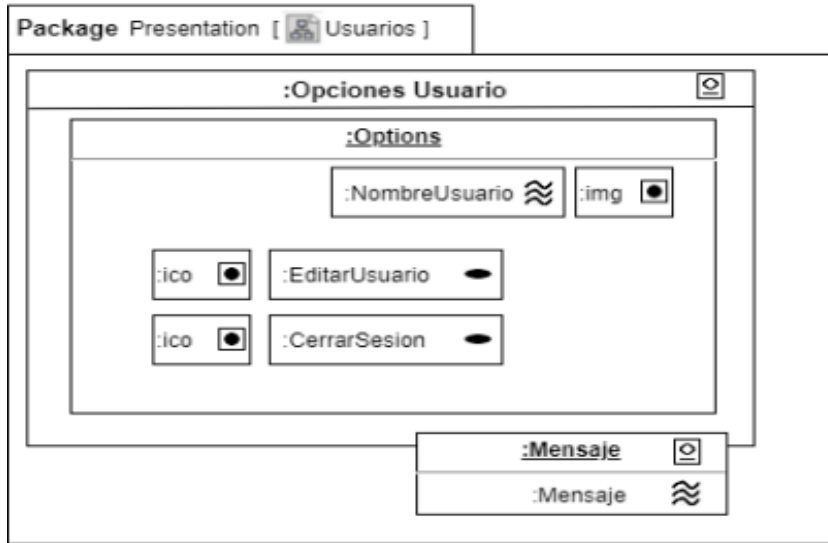 Package Presentation [ Usuarios ]
:Opciones Usuario
:Options
:NombreUsuario :img
:ico :EditarUsuario
:ico :CerrarSesion
:Mensaje
:Mensaje